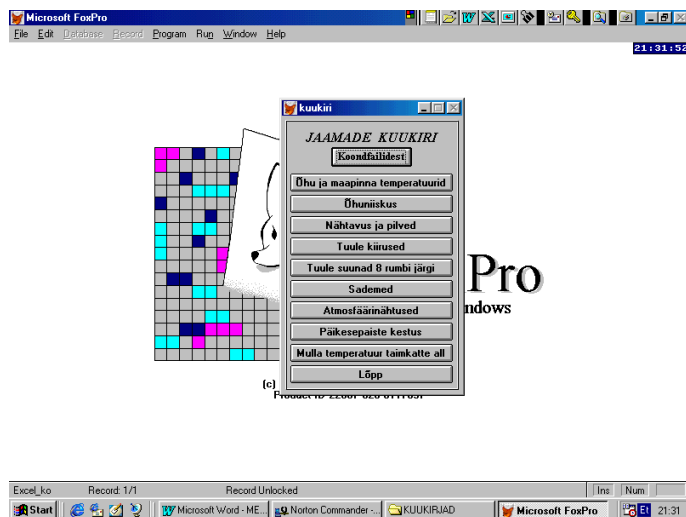 Microsoft FoxPro
File Edit Database Record Program Run Window Help
21:31:52
kuukiri
JAAMADE KUUKIRI
Koondfailidest
Õhu ja maapinna temperatuurid
Õhuniiskus
Nähtavus ja pilved
Tuule kiirused
Tuule suunad 8 rumbi järgi
Sademed
Atmosfäärinähtused
Päikesepaiste kestus
Mulla temperatuur taimkatte all
Lõpp
Pro
ndows
(c)
Excel_ko Record: 1/1 Record Unlocked Ins Num
Start Microsoft Word - ME... Norton Commander -... KUUKIRJAD Microsoft FoxPro Et 21:31